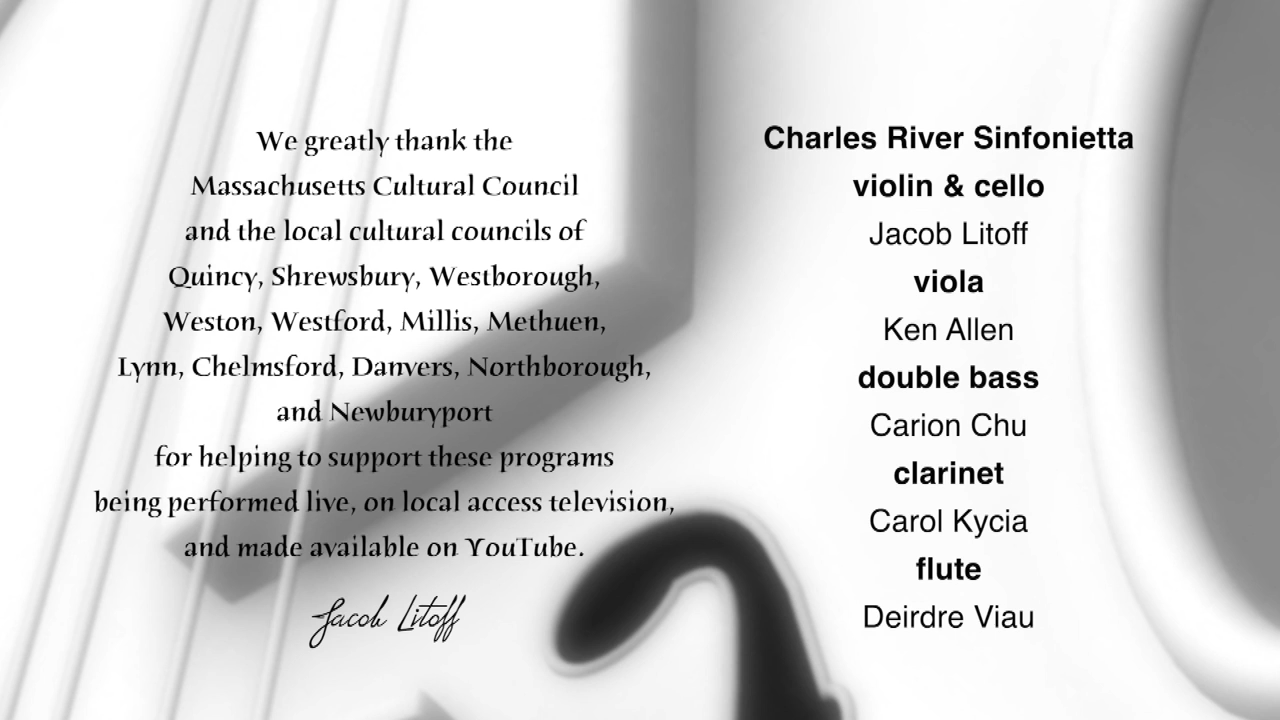 We greatly thank the
Massachusetts Cultural Council
and the local cultural councils of
Quincy, Shrewsbury, Westborough,
Weston, Westford, Millis, Methuen,
Lynn, Chelmsford, Danvers, Northborough,
and Newburyport
for helping to support these programs
being performed live, on local access television,
and made available on YouTube.
Jacob Litoff
Charles River Sinfonietta
violin & cello
Jacob Litoff
viola
Ken Allen
double bass
Carion Chu
clarinet
Carol Kycia
flute
Deirdre Viau